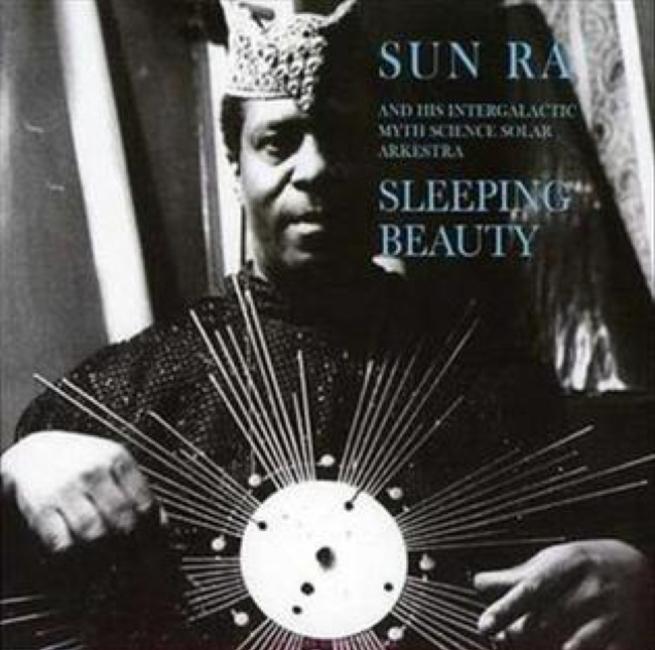 SUN RA
AND HIS INTERGALACTIC
MYTH SCIENCE SOLAR
ARKESTRA
SLEEPING
BEAUTY